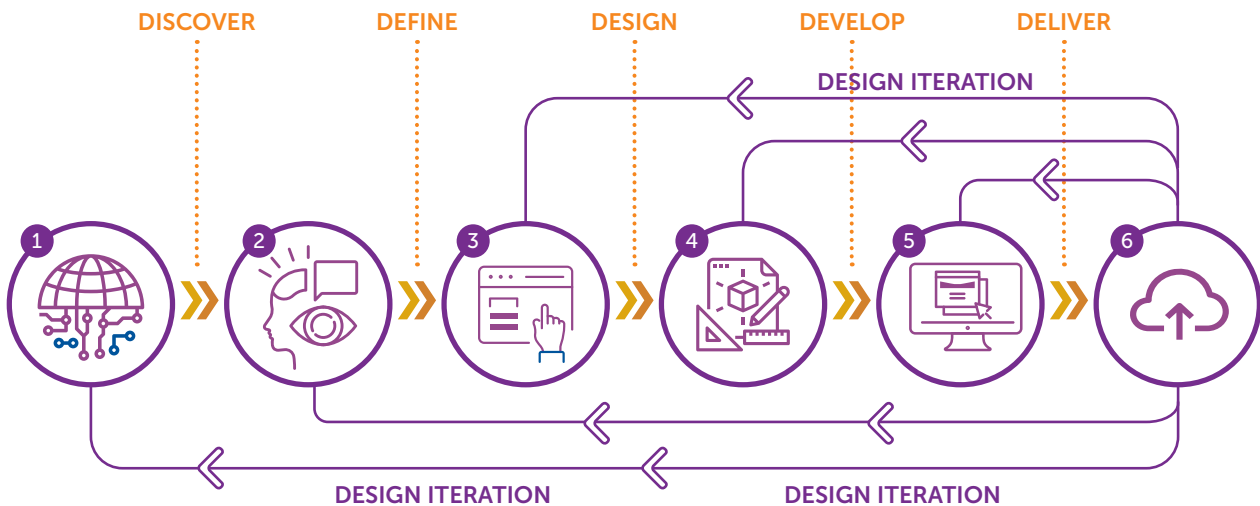 DISCOVER
DEFINE
DESIGN
DEVELOP
DELIVER
DESIGN ITERATION
1
2
3
4
5
6
DESIGN ITERATION
DESIGN ITERATION